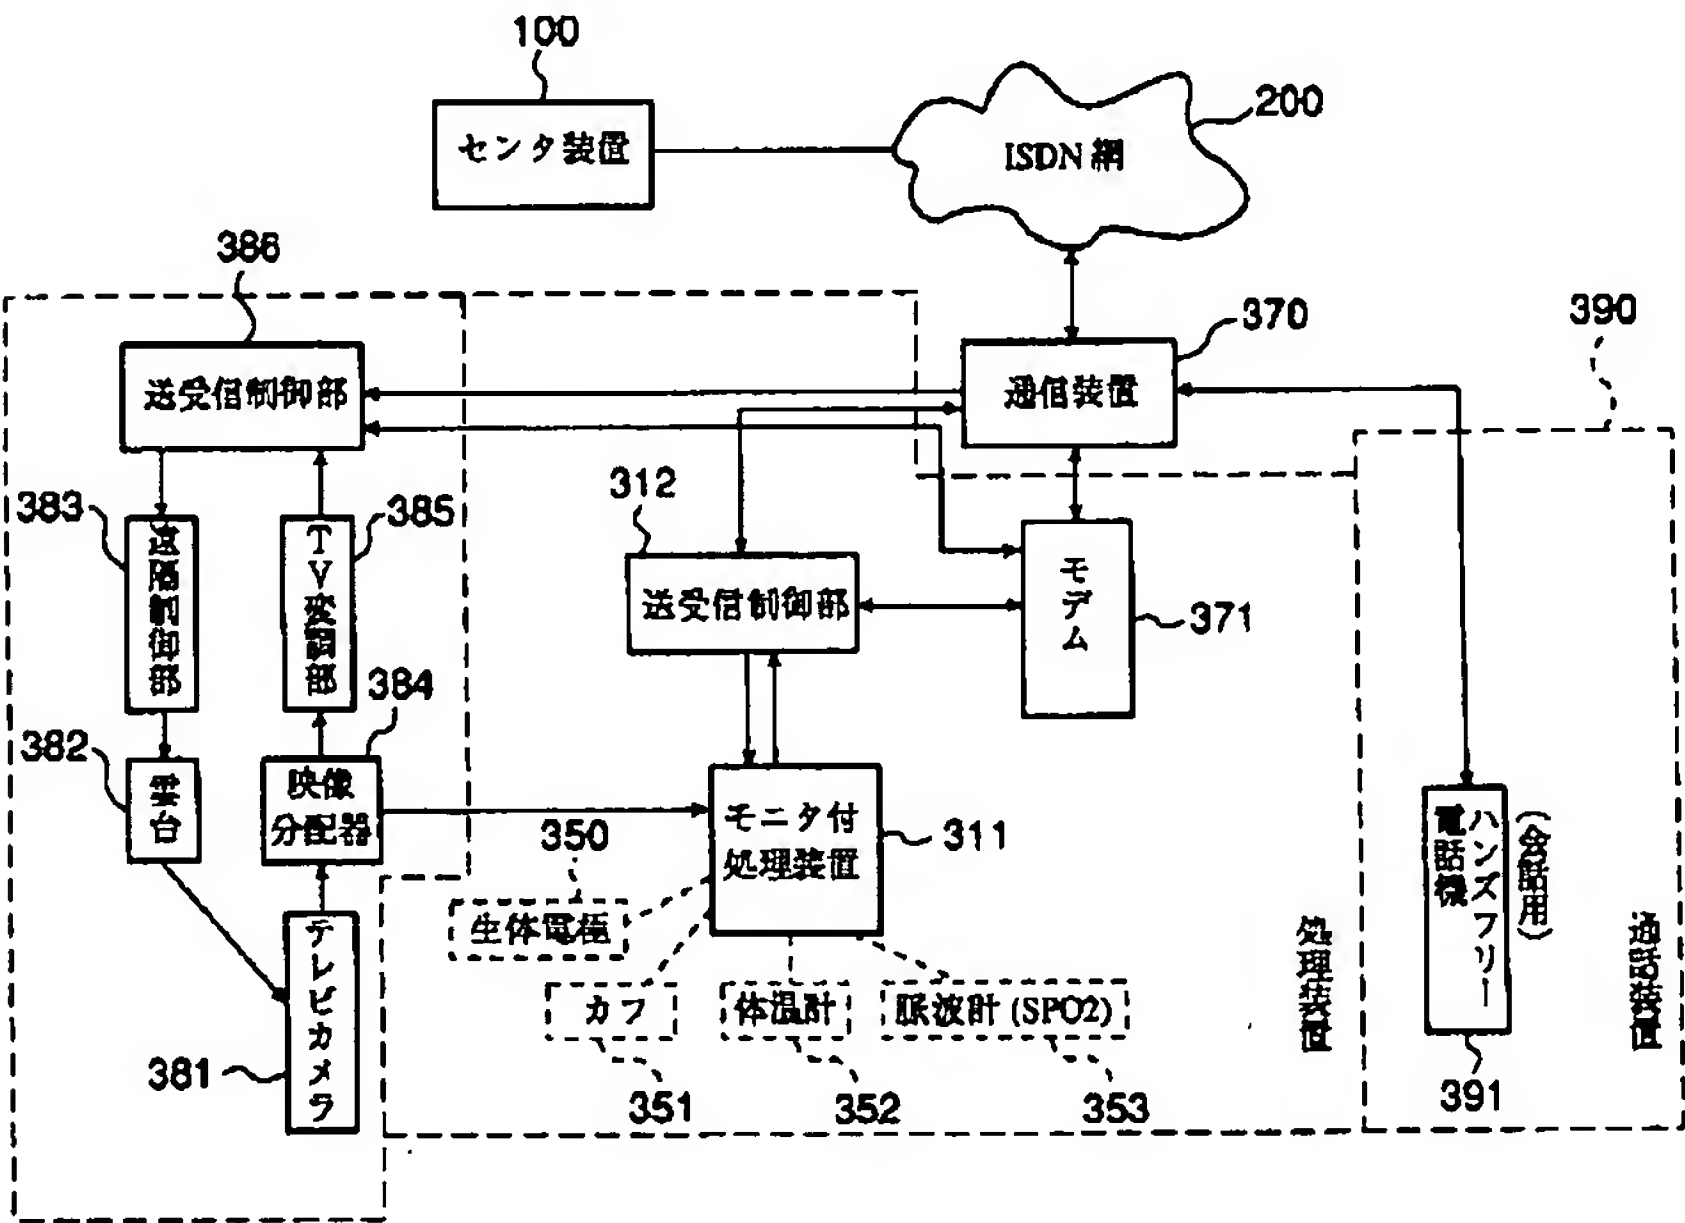 100
センタ装置
200
ISDN 網
386
送受信制御部
370
通信装置
390
383
遠隔制御部
385
TV変調部
312
送受信制御部
モデム
371
384
382
雲台
映像
分配器
350
モニタ付
処理装置
311
生体電極
カフ
体温計
脈波計 (SPO2)
381
テレビカメラ
351
352
353
処理装置
ハンズフリー
電話機
(会話用)
通話装置
391